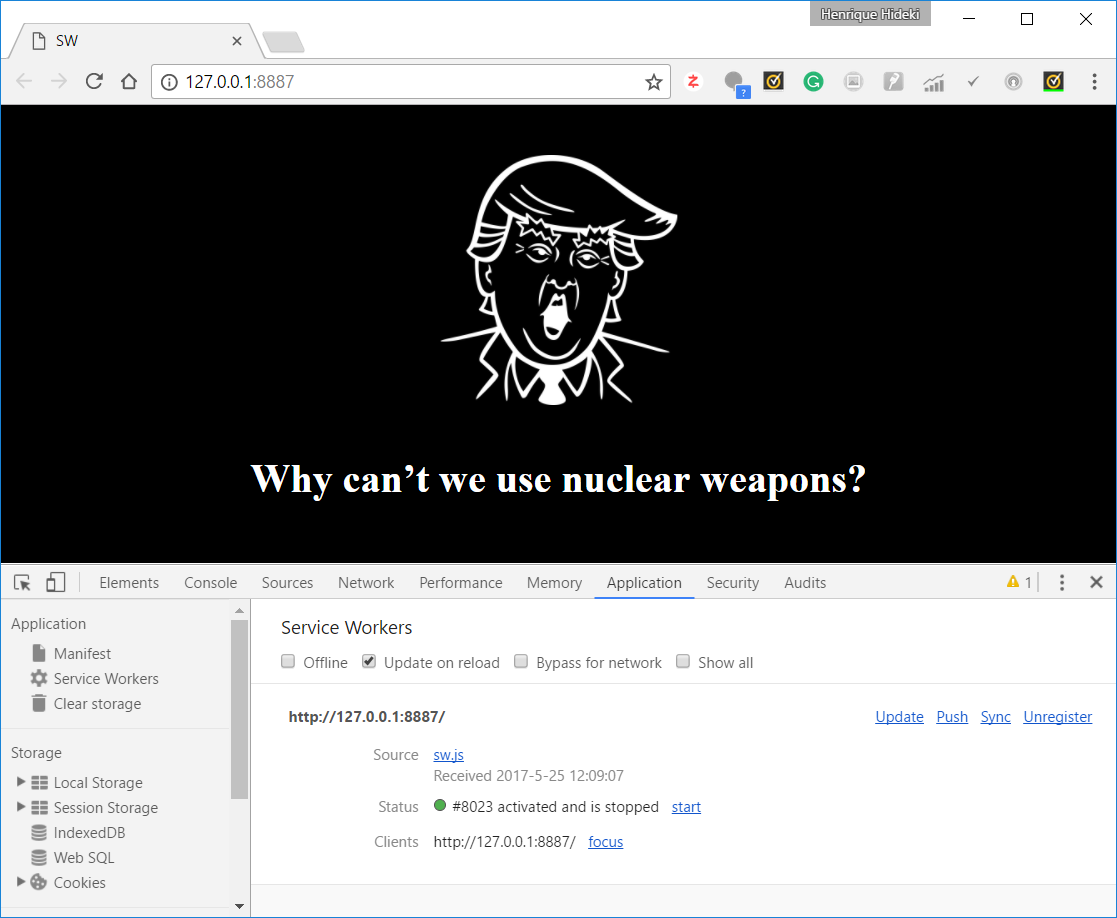 Henrique Hideki
SW
127.0.0.1:8887
?
Why can’t we use nuclear weapons?
Elements Console Sources Network Performance Memory Application Security Audits 1
Application
Manifest
Service Workers
Clear storage
Storage
Local Storage
Session Storage
IndexedDB
Web SQL
Cookies
Service Workers
Offline Update on reload Bypass for network Show all
http://127.0.0.1:8887/ Update Push Sync Unregister
Source sw.js
Received 2017-5-25 12:09:07
Status #8023 activated and is stopped start
Clients http://127.0.0.1:8887/ focus